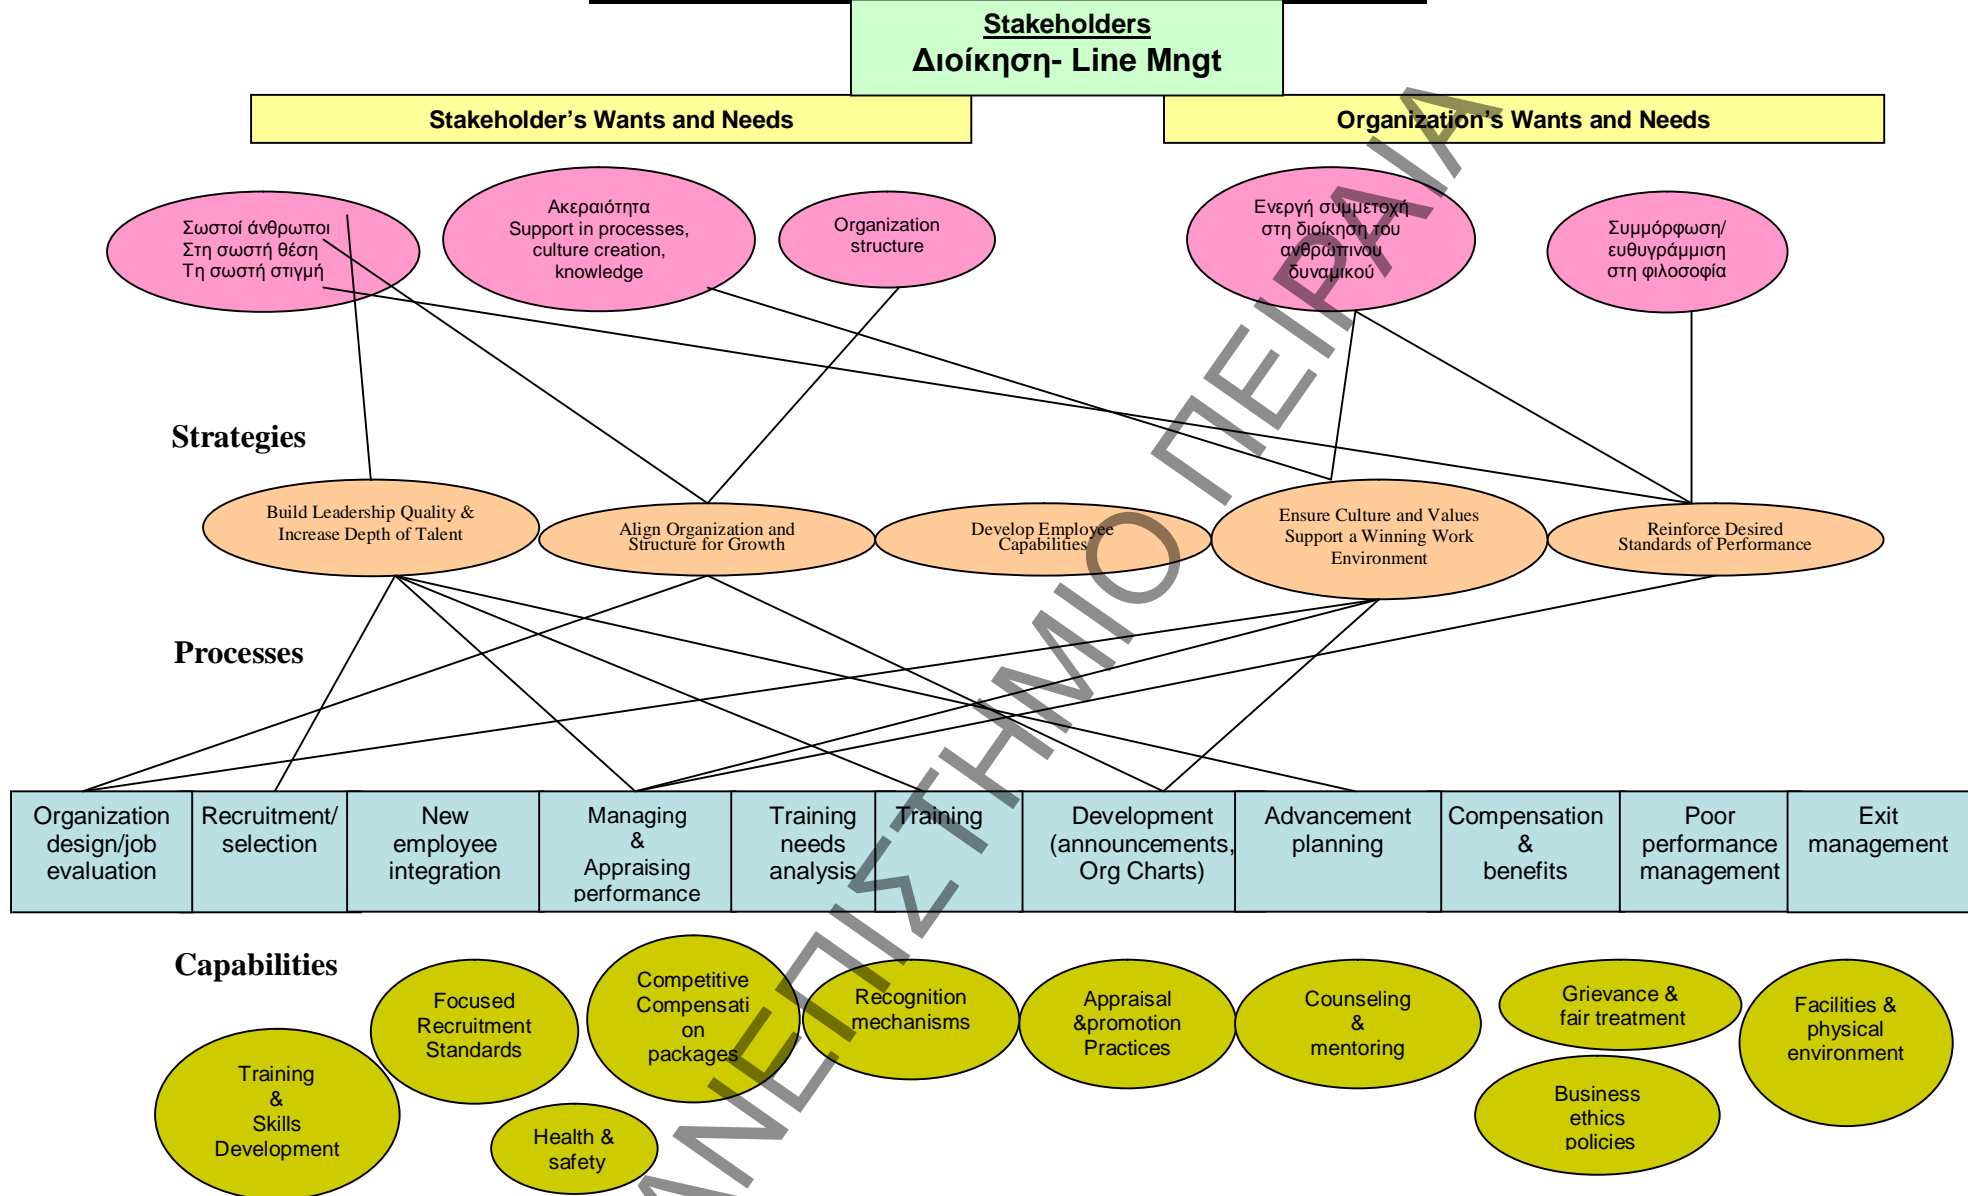 Stakeholders
Διοίκηση- Line Mngt
Stakeholder's Wants and Needs
Organization's Wants and Needs
Σωστοί άνθρωποι
Στη σωστή θέση
Τη σωστή στιγμή
Ακεραιότητα
Support in processes,
culture creation,
knowledge
Organization
structure
Ενεργή συμμετοχή
στη διοίκηση του
ανθρώπινου
δυναμικού
Συμμόρφωση/
ευθυγράμμιση
στη φιλοσοφία
Strategies
Build Leadership Quality &
Increase Depth of Talent
Align Organization and
Structure for Growth
Develop Employee
Capabilities
Ensure Culture and Values
Support a Winning Work
Environment
Reinforce Desired
Standards of Performance
Processes
Organization
design/job
evaluation
Recruitment/
selection
New
employee
integration
Managing
&
Appraising
performance
Training
needs
analysis
Training
Development
(announcements,
Org Charts)
Advancement
planning
Compensation
&
benefits
Poor
performance
management
Exit
management
Capabilities
Training
&
Skills
Development
Focused
Recruitment
Standards
Health &
safety
Competitive
Compensati
on
packages
Recognition
mechanisms
Appraisal
&promotion
Practices
Counseling
&
mentoring
Grievance &
fair treatment
Business
ethics
policies
Facilities &
physical
environment
ΑΝΕΠΙΣΤΗΜΙΟ ΠΕΙΡΑΙΑ